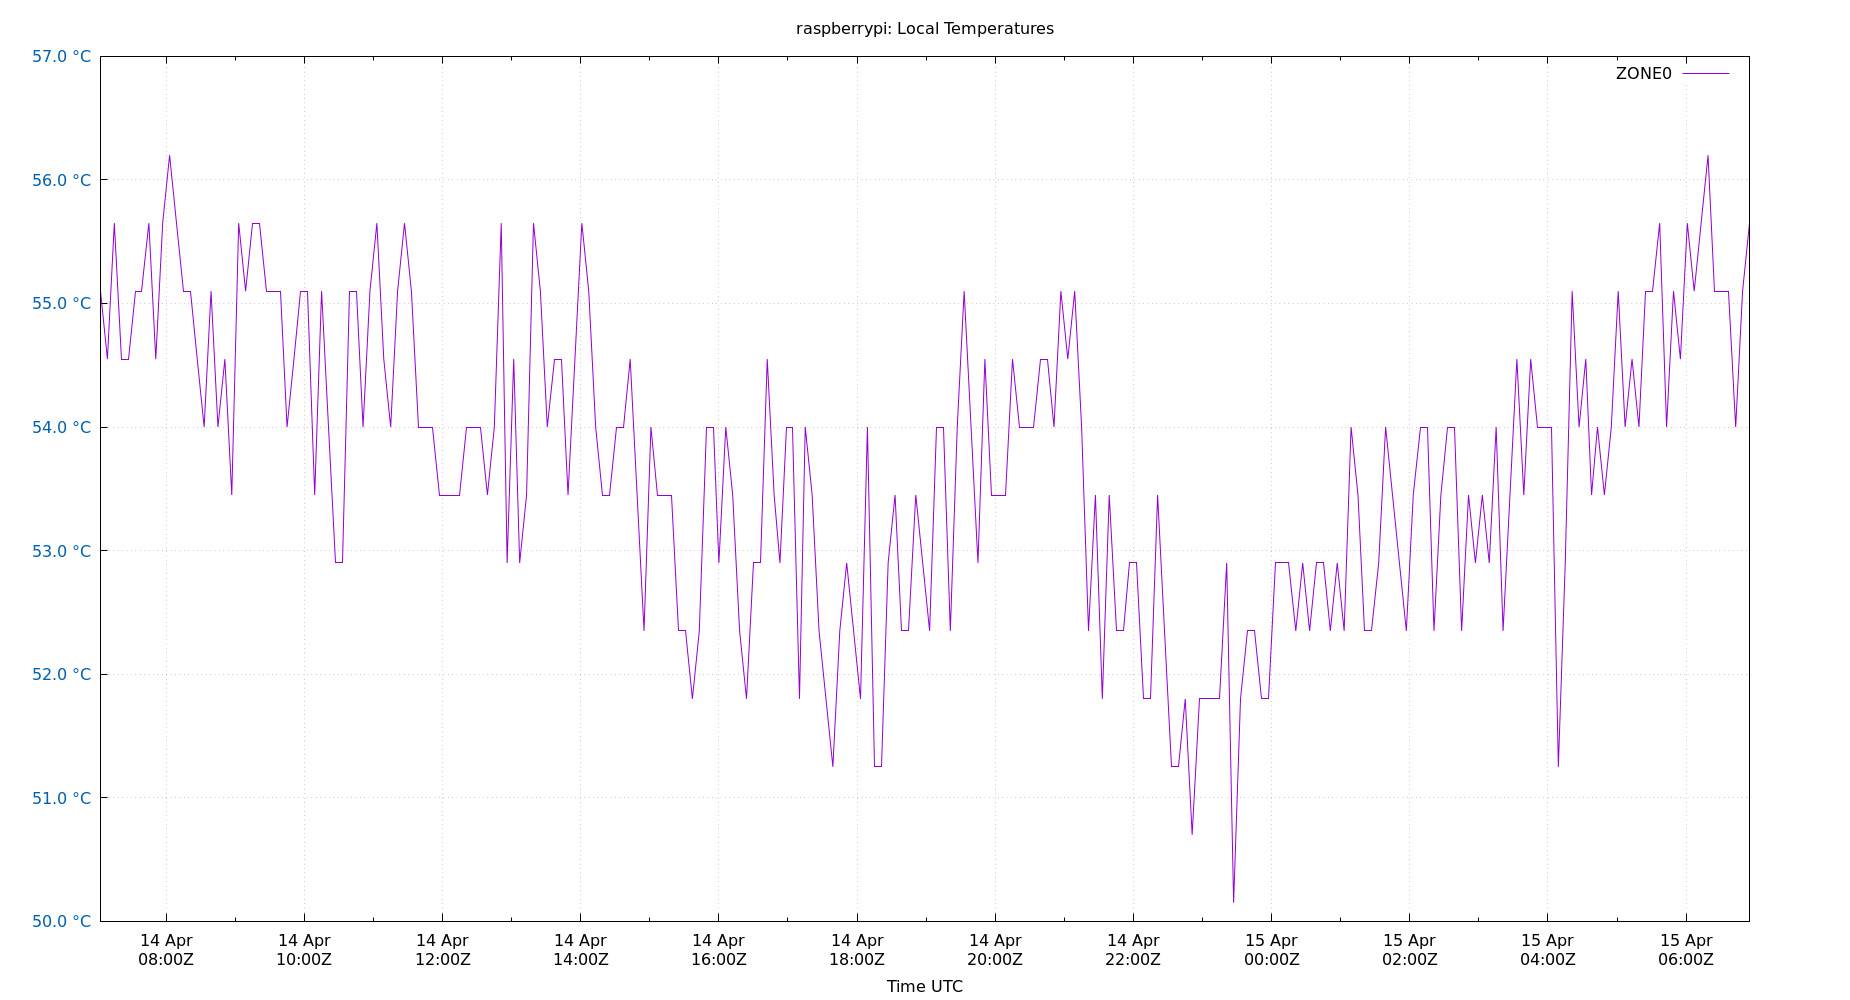 raspberrypi: Local Temperatures
57.0 °C
ZONE0
56.0 °C
55.0 °C
54.0 °C
53.0 °C
52.0 °C
51.0 °C
50.0 °C
14 Apr 14 Apr 14 Apr 14 Apr 14 Apr 14 Apr 14 Apr 14 Apr 15 Apr 15 Apr 15 Apr 15 Apr
08:00Z 10:00Z 12:00Z 14:00Z 16:00Z 18:00Z 20:00Z 22:00Z 00:00Z 02:00Z 04:00Z 06:00Z
Time UTC